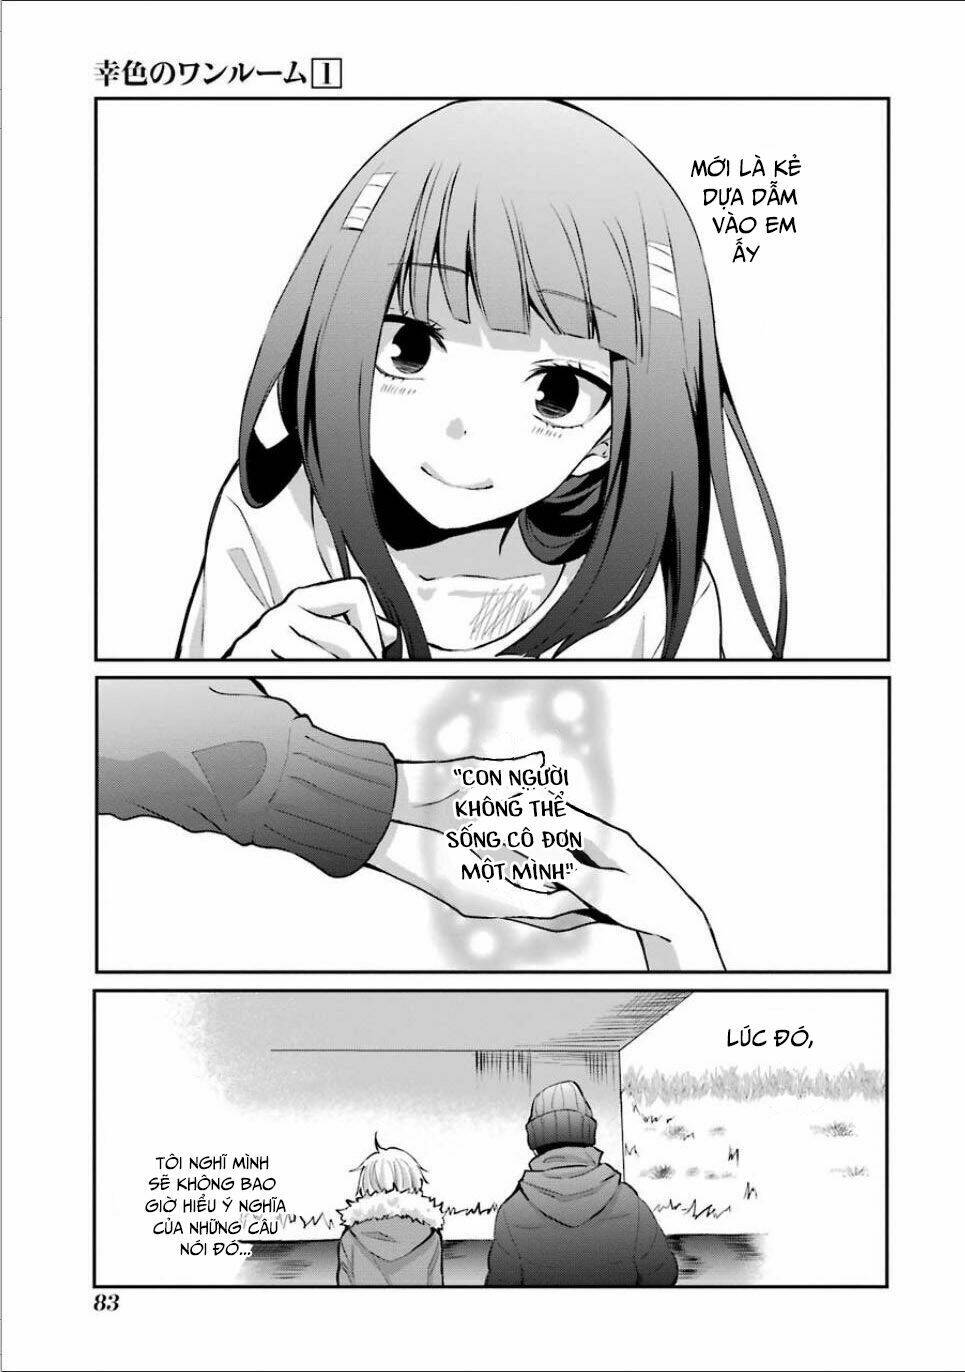 幸色のワンルーム1
MỚI LÀ KẺ
DỰA DẪM
VÀO EM
ẤY
"CON NGƯỜI
KHÔNG THỂ
SỐNG CÔ ĐƠN
MỘT MÌNH"
LÚC ĐÓ,
TÔI NGHĨ MÌNH
SẼ KHÔNG BAO
GIỜ HIỂU Ý NGHĨA
CỦA NHỮNG CÂU
NÓI ĐÓ...
83